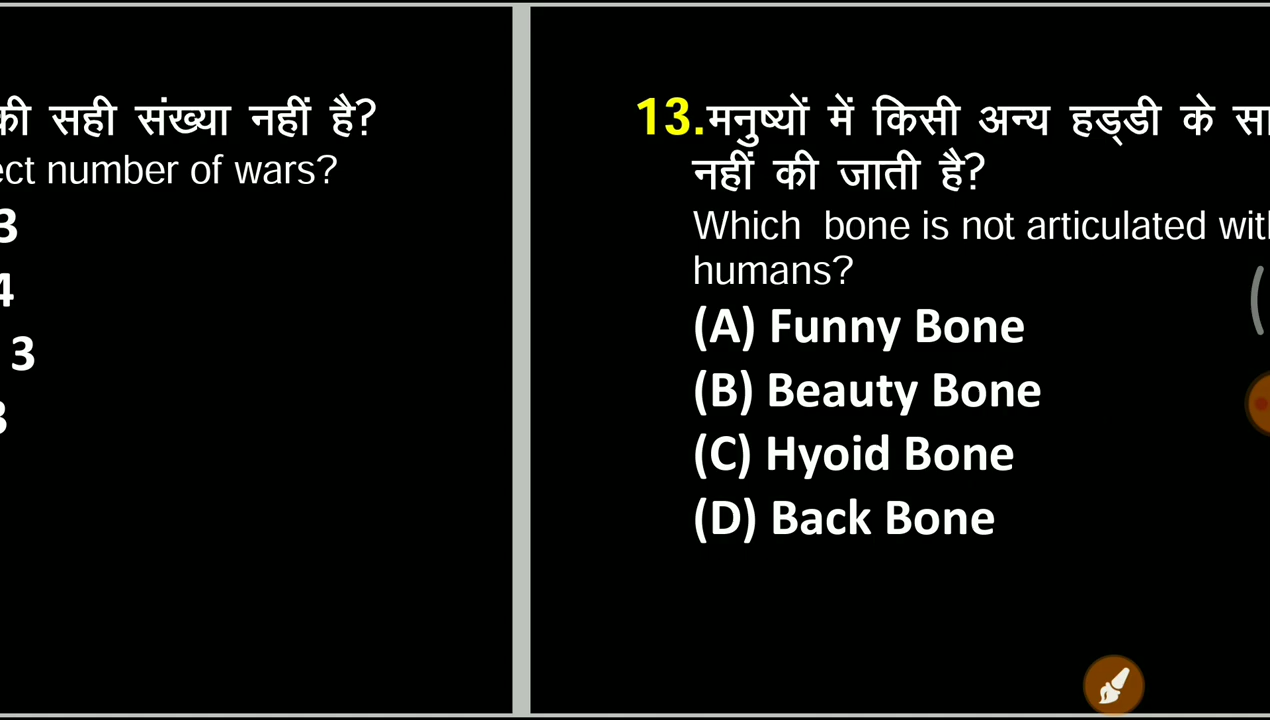 की सही संख्या नहीं है?
ect number of wars?
3
4
3
3
13.मनुष्यों में किसी अन्य हड्डी के सा
नहीं की जाती है?
Which bone is not articulated with
humans?
(A) Funny Bone
(B) Beauty Bone
(C) Hyoid Bone
(D) Back Bone